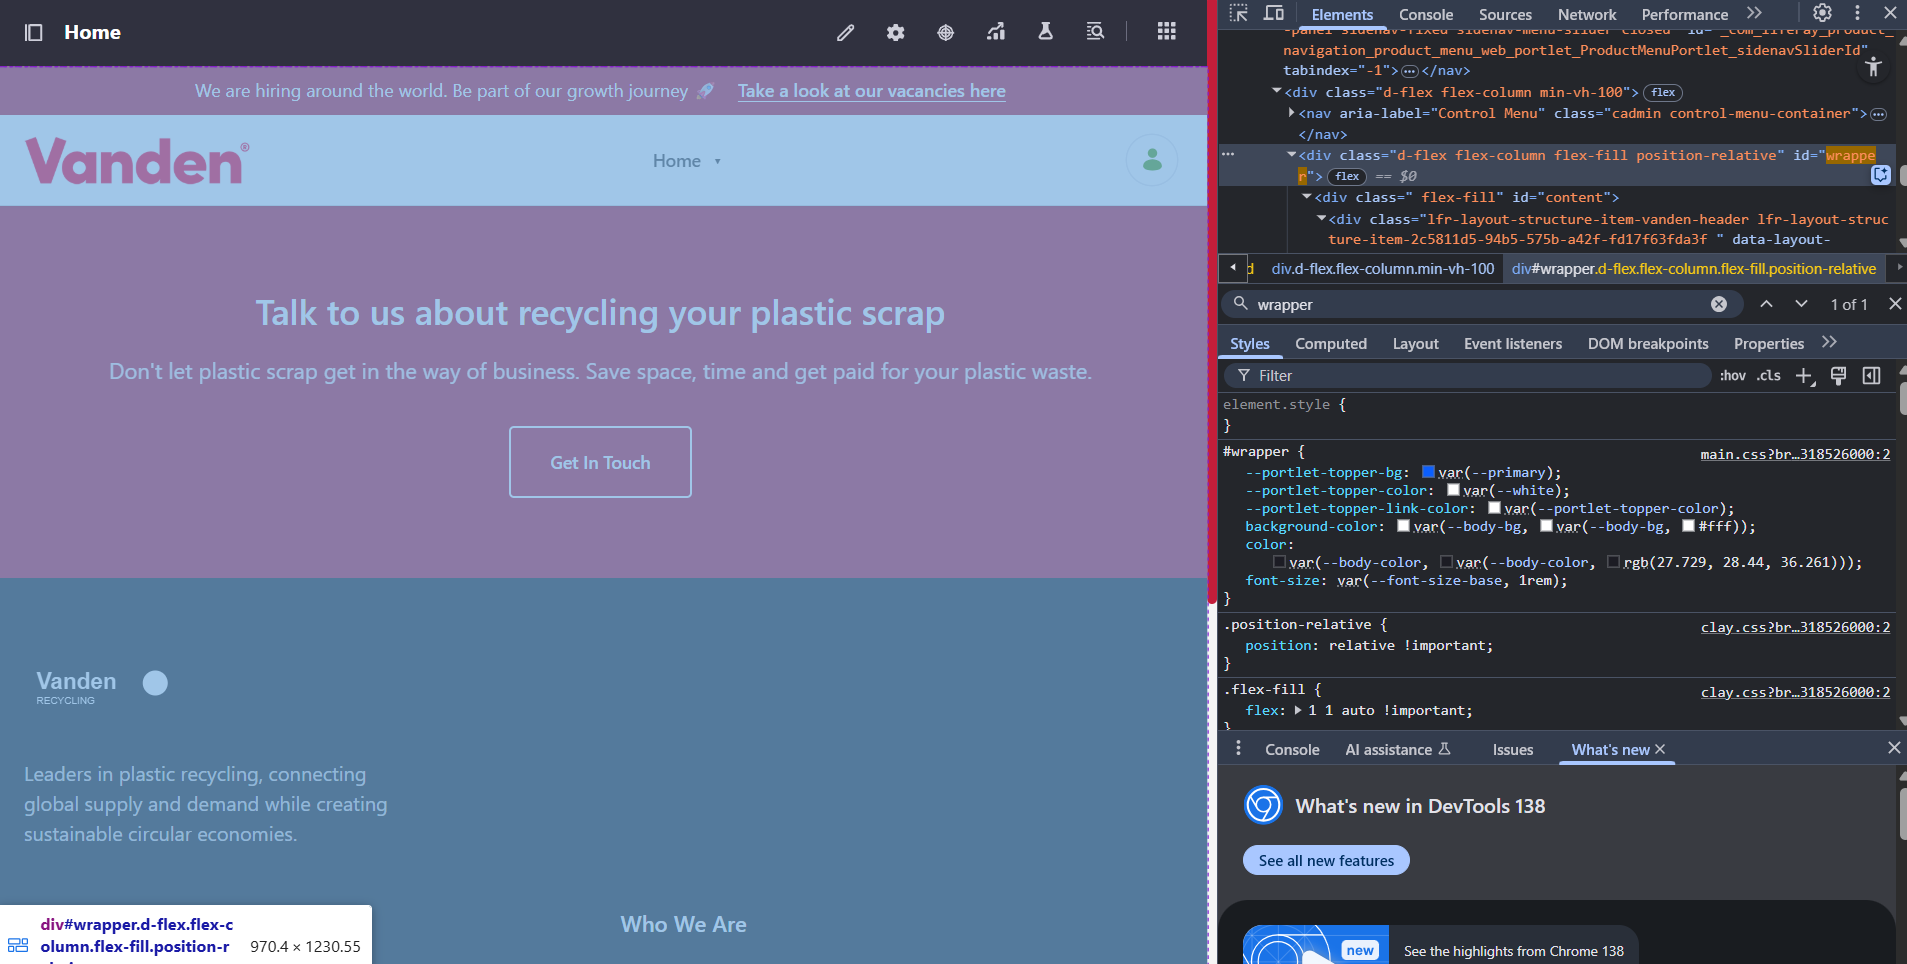 Home
We are hiring around the world. Be part of our growth journey 🚀 Take a look at our vacancies here
Vanden®
Home ▾
Talk to us about recycling your plastic scrap
Don't let plastic scrap get in the way of business. Save space, time and get paid for your plastic waste.
Get In Touch
Vanden
RECYCLING
Leaders in plastic recycling, connecting
global supply and demand while creating
sustainable circular economies.
Who We Are
div#wrapper.d-flex.flex-c
olumn.flex-fill.position-r
970.4 × 1230.55
Elements Console Sources Network Performance
-panel sidenav-fixed sidenav-menu-slider closed" id="_com_liferay_product_
navigation_product_menu_web_portlet_ProductMenuPortlet_sidenavSliderId"
tabindex="-1">…</nav>
<div class="d-flex flex-column min-vh-100"> flex
<nav aria-label="Control Menu" class="cadmin control-menu-container">…
</nav>
<div class="d-flex flex-column flex-fill position-relative" id="wrappe
r"> flex == $0
<div class=" flex-fill" id="content">
<div class="lfr-layout-structure-item-vanden-header lfr-layout-struc
ture-item-2c5811d5-94b5-575b-a42f-fd17f63fda3f " data-layout-
d div.d-flex.flex-column.min-vh-100 div#wrapper.d-flex.flex-column.flex-fill.position-relative
wrapper 1 of 1
Styles Computed Layout Event listeners DOM breakpoints Properties
Filter :hov .cls
element.style {
}
#wrapper { main.css?br…318526000:2
--portlet-topper-bg: var(--primary);
--portlet-topper-color: var(--white);
--portlet-topper-link-color: var(--portlet-topper-color);
background-color: var(--body-bg, var(--body-bg, #fff));
color:
var(--body-color, var(--body-color, rgb(27.729, 28.44, 36.261)));
font-size: var(--font-size-base, 1rem);
}
.position-relative { clay.css?br…318526000:2
position: relative !important;
}
.flex-fill { clay.css?br…318526000:2
flex: 1 1 auto !important;
}
Console AI assistance Issues What's new
What's new in DevTools 138
See all new features
new
See the highlights from Chrome 138